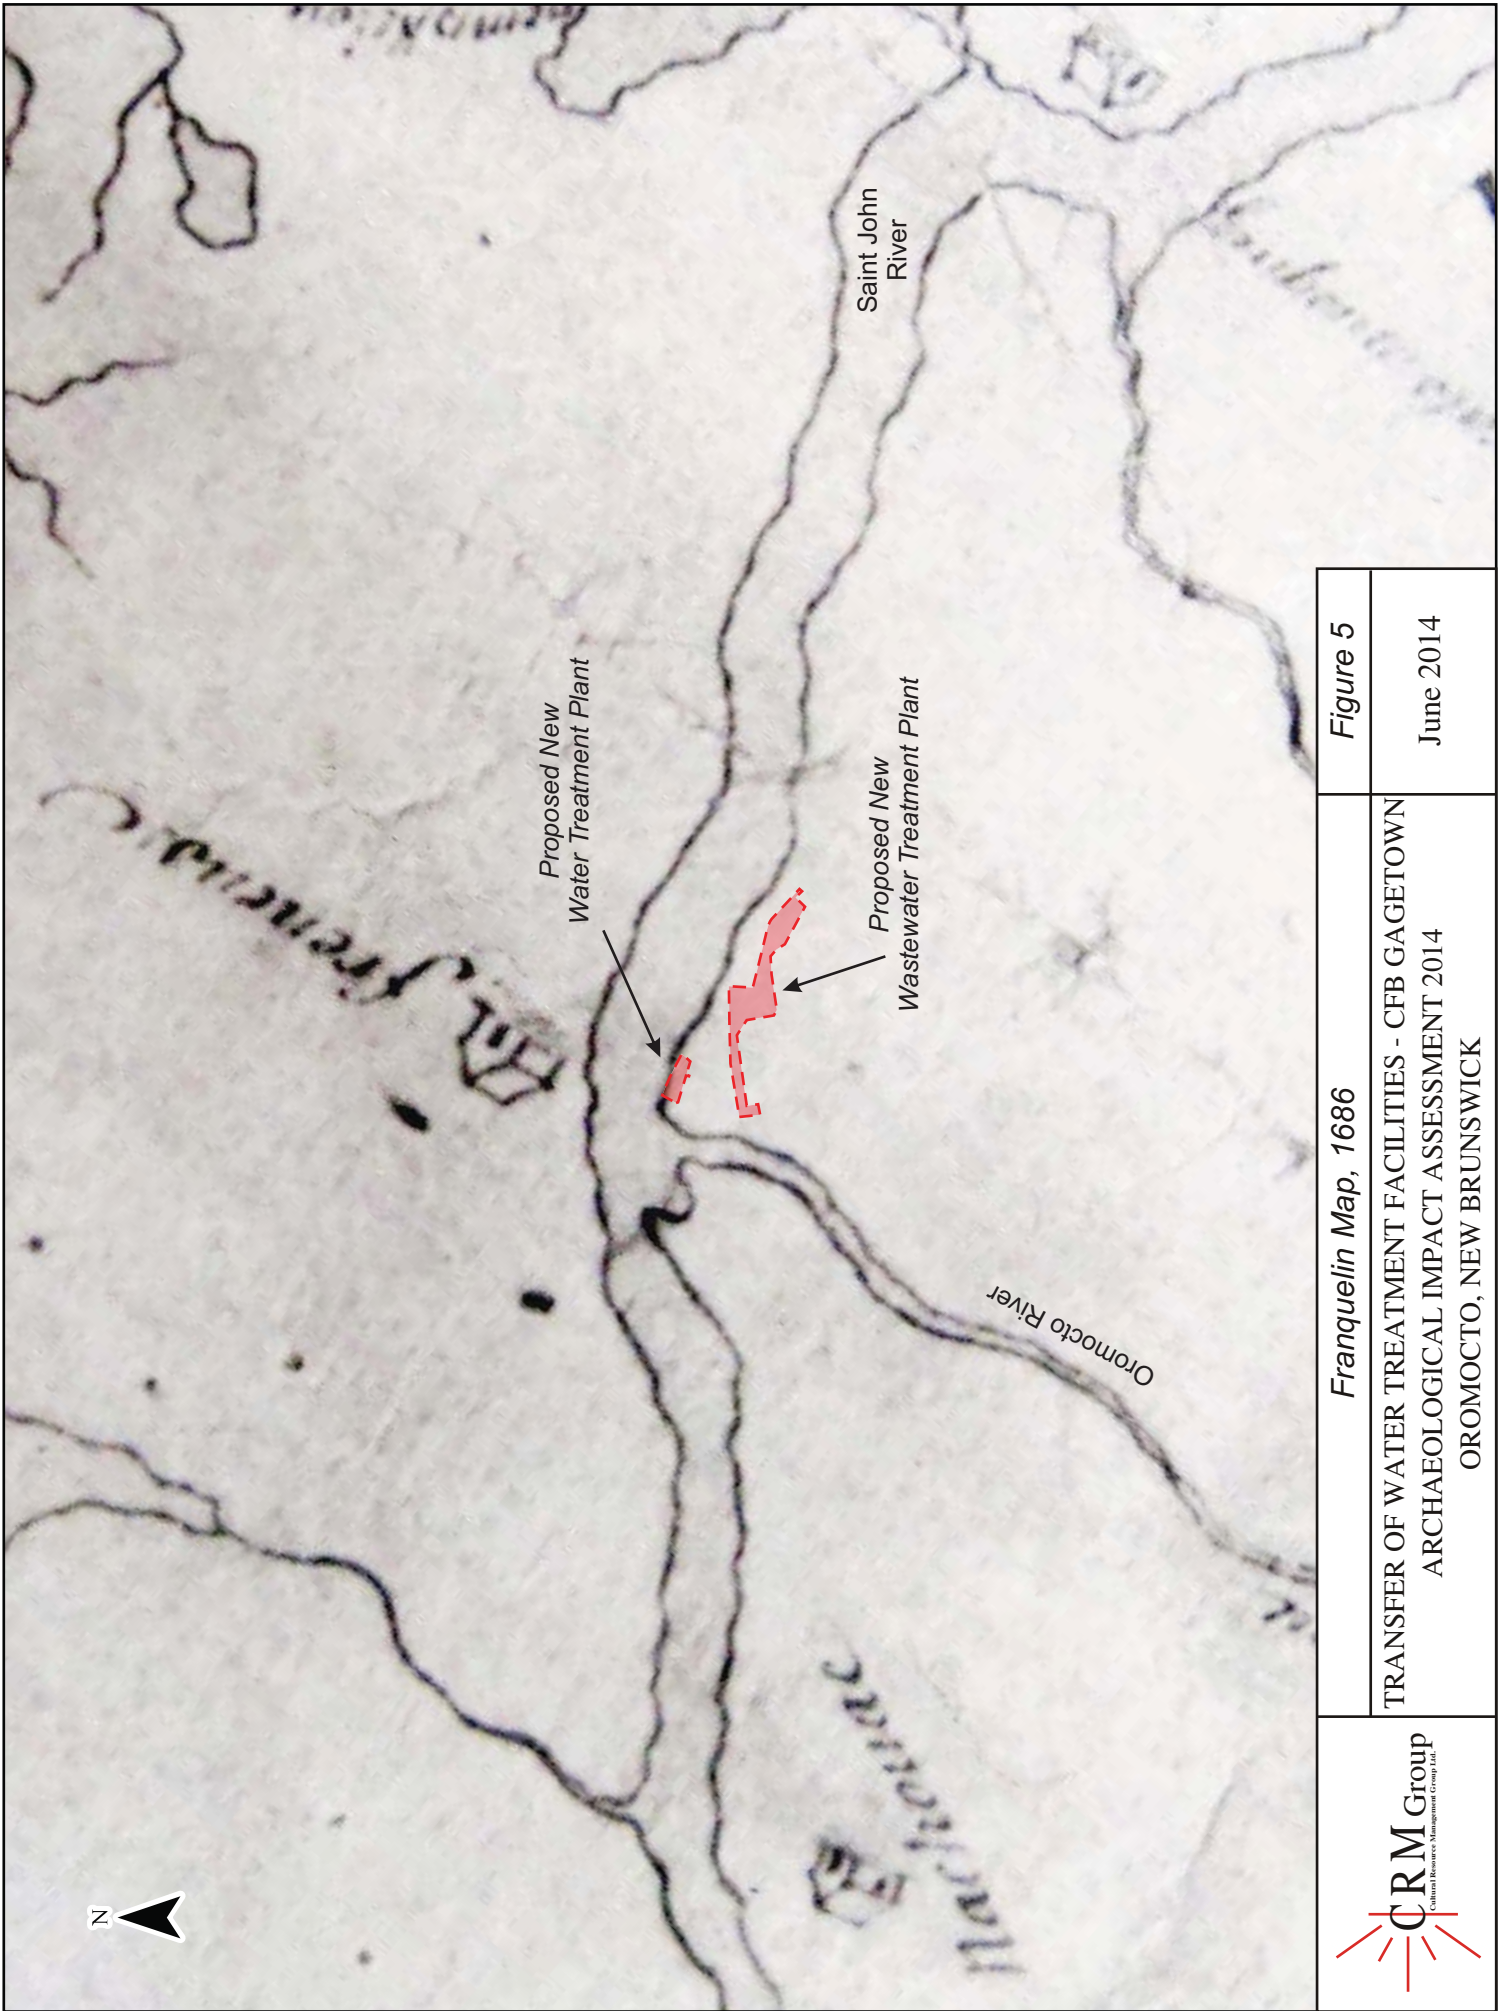 N
freneuse
Saint John
River
Proposed New
Water Treatment Plant
Proposed New
Wastewater Treatment Plant
Oromocto River
CRM Group
Cultural Resource Management Group Ltd.
Franquelin Map, 1686
Figure 5
TRANSFER OF WATER TREATMENT FACILITIES - CFB GAGETOWN
ARCHAEOLOGICAL IMPACT ASSESSMENT 2014
OROMOCTO, NEW BRUNSWICK
June 2014